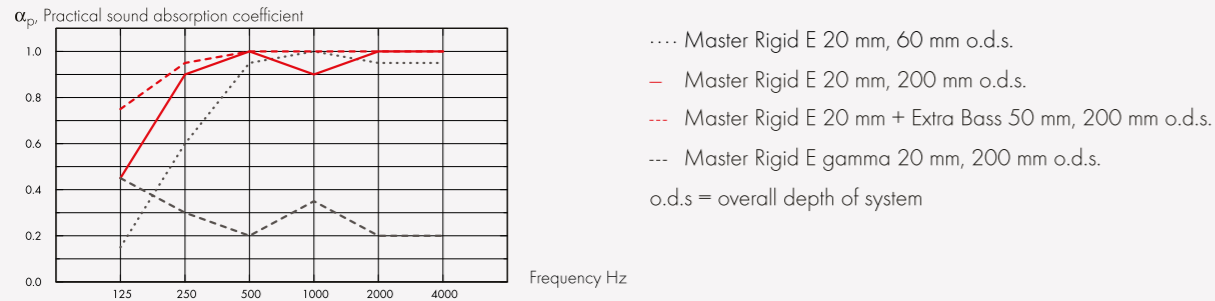 αp, Practical sound absorption coefficient
1.0
0.8
0.6
0.4
0.2
0.0
125 250 500 1000 2000 4000
Frequency Hz
Master Rigid E 20 mm, 60 mm o.d.s.
Master Rigid E 20 mm, 200 mm o.d.s.
Master Rigid E 20 mm + Extra Bass 50 mm, 200 mm o.d.s.
Master Rigid E gamma 20 mm, 200 mm o.d.s.
o.d.s = overall depth of system